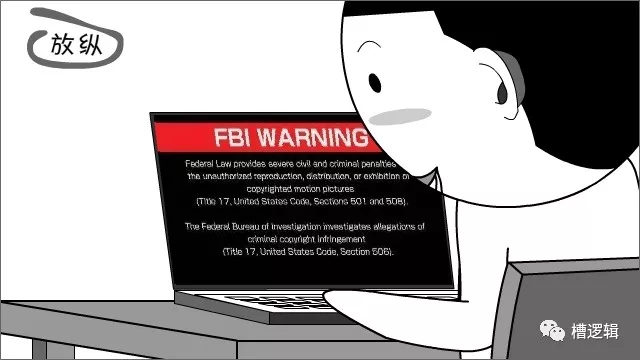 放纵
FBI WARNING
Federal Law provides severe civil and criminal penalties
the unauthorized reproduction, distribution, or exhibition of
copyrighted motion pictures
(Title 17, United States Code, Sections 501 and 508).
The Federal Bureau of Investigation investigates allegations of
criminal copyright infringement
(Title 17, United States Code, Section 506).
槽逻辑